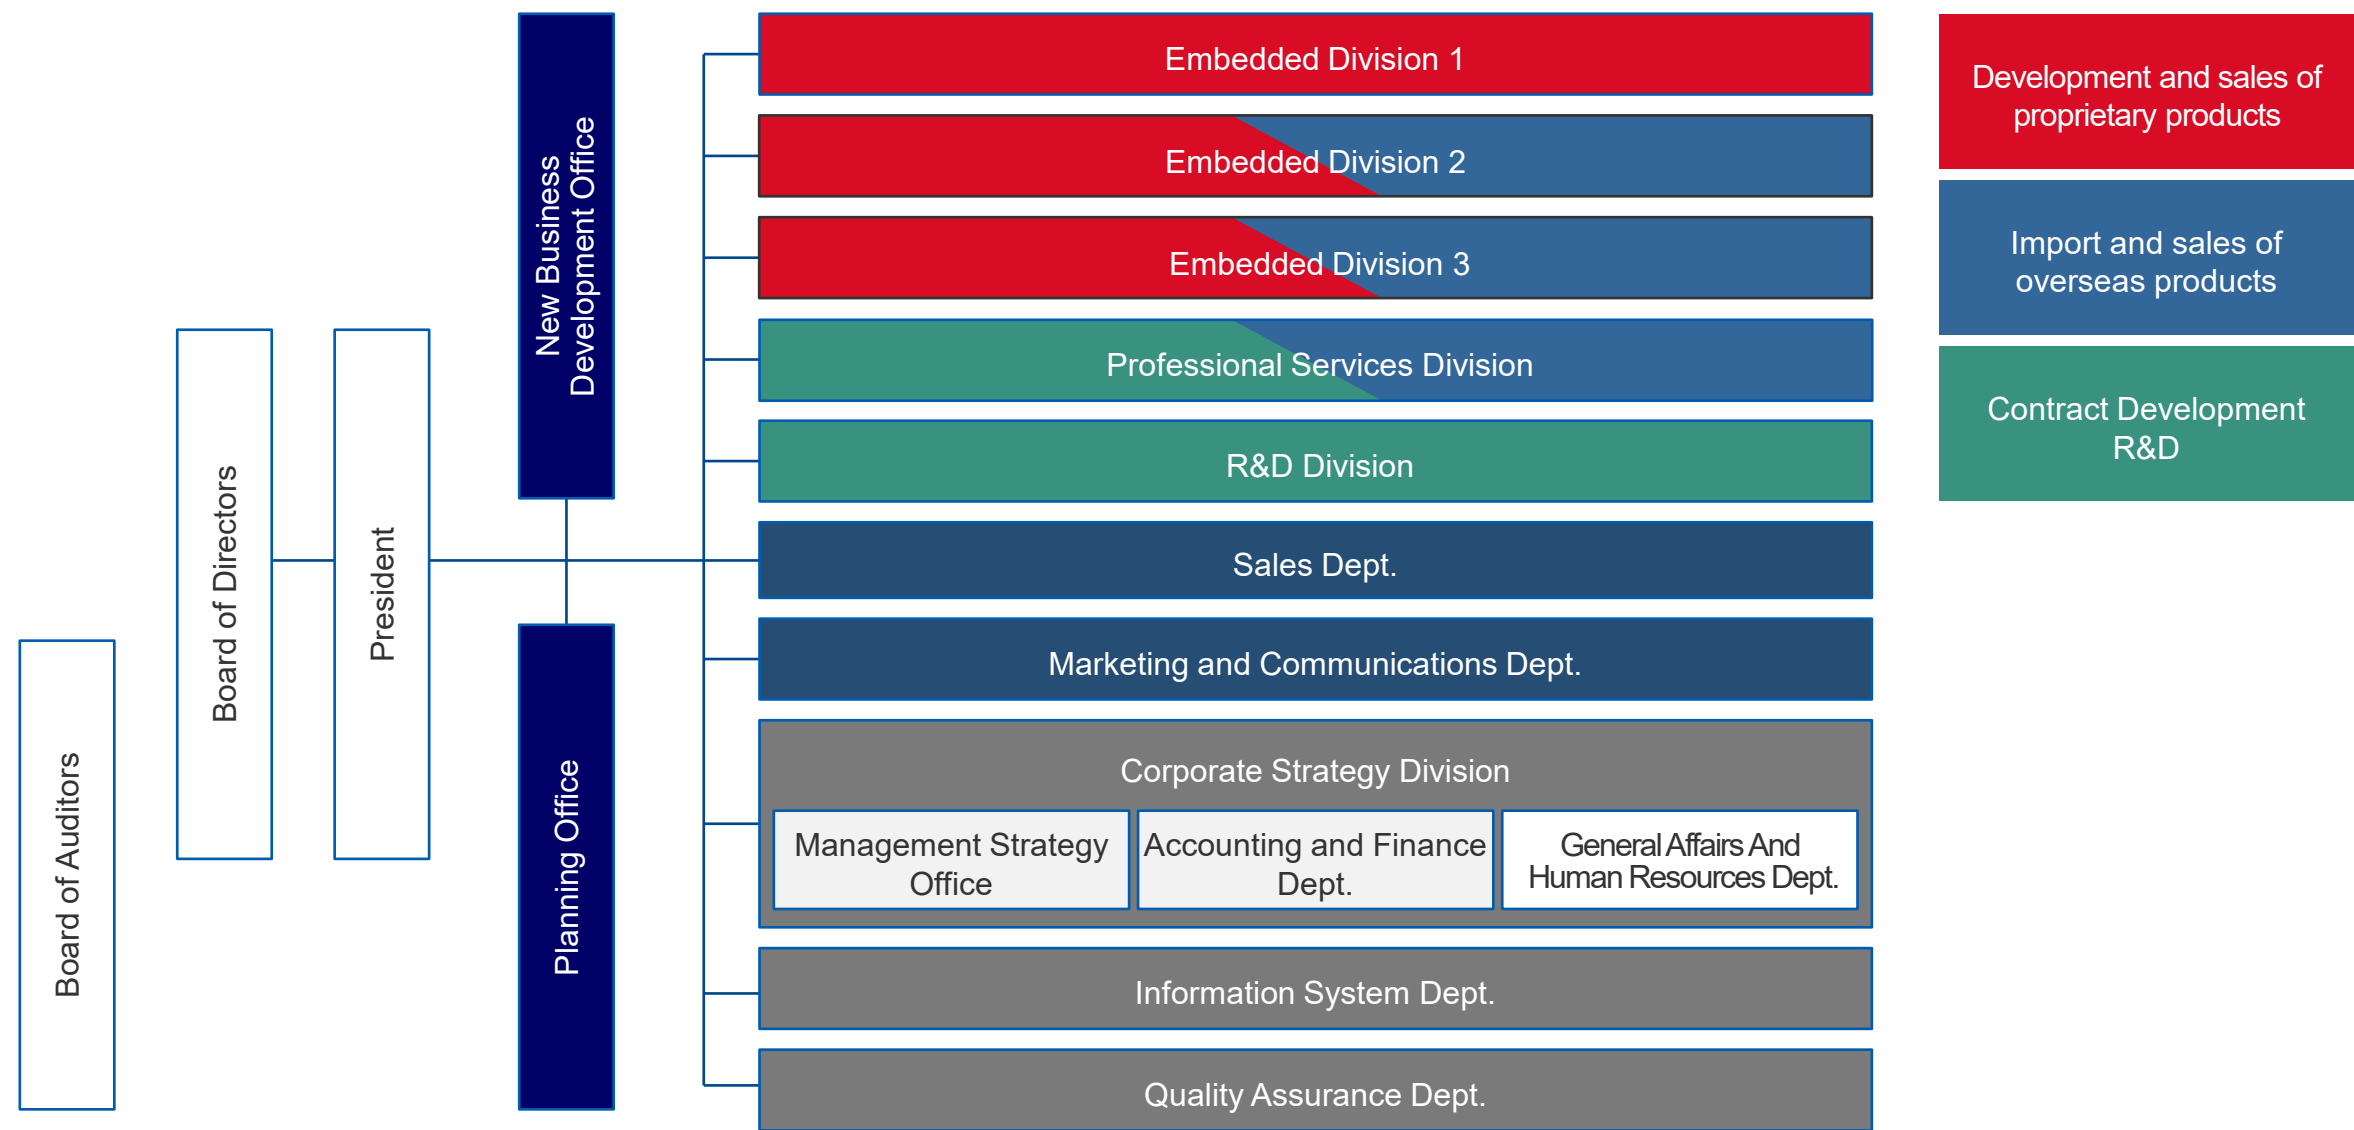 Board of Auditors
Board of Directors
President
New Business
Development Office
Planning Office
Embedded Division 1
Embedded Division 2
Embedded Division 3
Professional Services Division
R&D Division
Sales Dept.
Marketing and Communications Dept.
Corporate Strategy Division
Management Strategy
Office
Accounting and Finance
Dept.
General Affairs And
Human Resources Dept.
Information System Dept.
Quality Assurance Dept.
Development and sales of
proprietary products
Import and sales of
overseas products
Contract Development
R&D